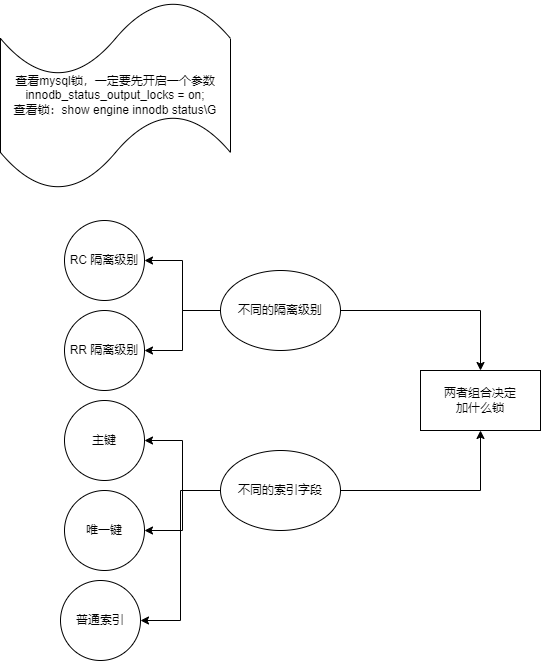 查看mysql锁，一定要先开启一个参数
innodb_status_output_locks = on;
查看锁：show engine innodb status\G
RC 隔离级别
不同的隔离级别
RR 隔离级别
两者组合决定
加什么锁
主键
不同的索引字段
唯一键
普通索引